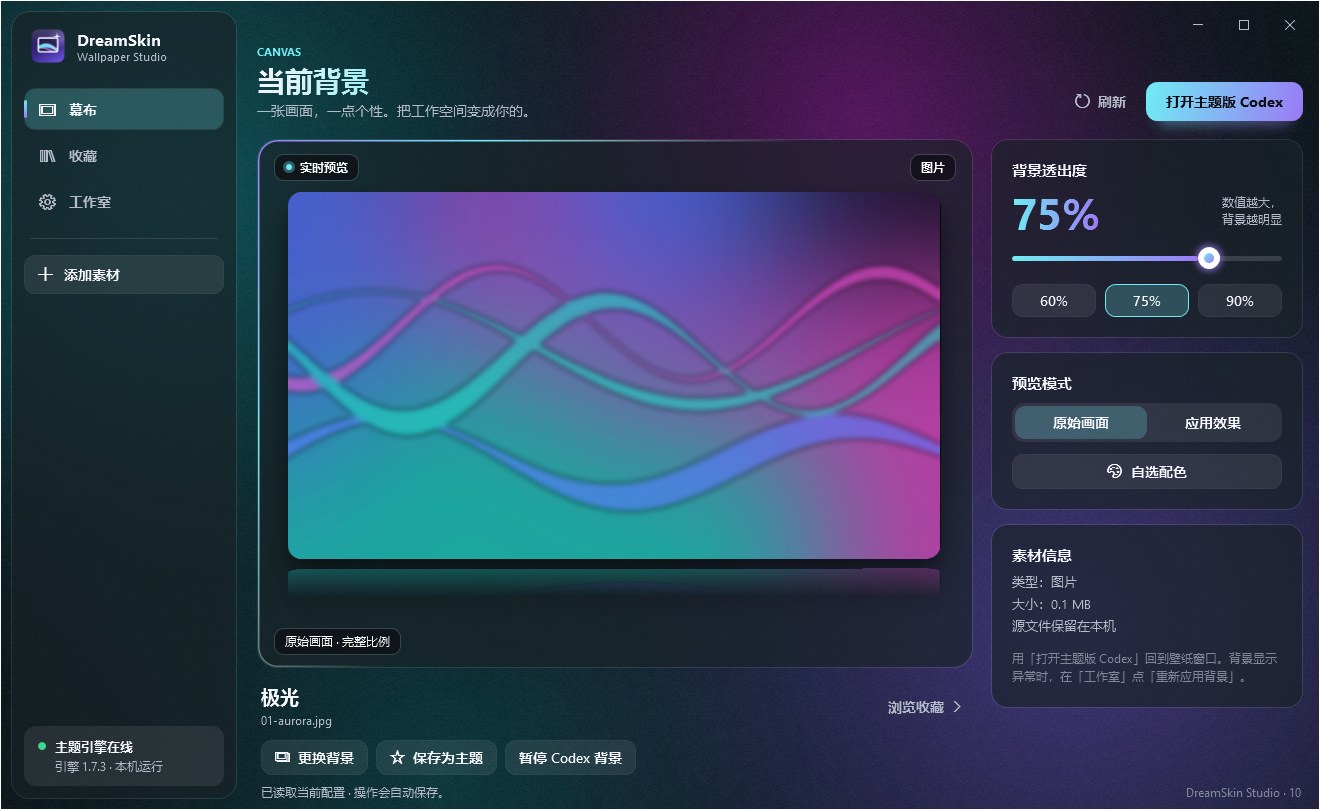 DreamSkin
Wallpaper Studio
幕布
收藏
工作室
添加素材
主题引擎在线
引擎 1.7.3 · 本机运行
CANVAS
当前背景
一张画面，一点个性。把工作空间变成你的。
刷新
打开主题版 Codex
实时预览
图片
原始画面 · 完整比例
极光
01-aurora.jpg
浏览收藏
更换背景
保存为主题
暂停 Codex 背景
已读取当前配置 · 操作会自动保存。
背景透出度
75%
数值越大，
背景越明显
60%
75%
90%
预览模式
原始画面
应用效果
自选配色
素材信息
类型：图片
大小：0.1 MB
源文件保留在本机
用「打开主题版 Codex」回到壁纸窗口。背景显示
异常时，在「工作室」点「重新应用背景」。
DreamSkin Studio · 10